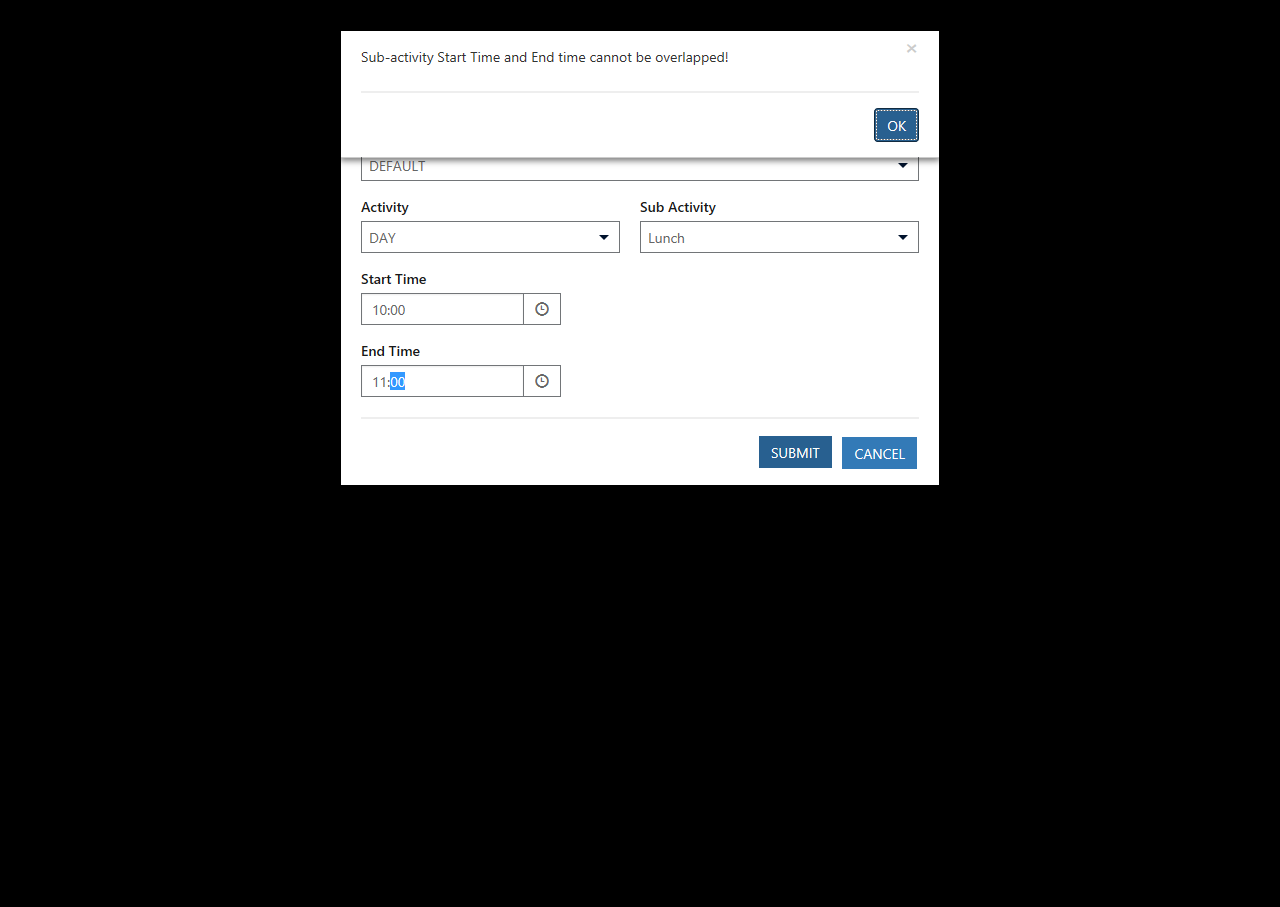 Sub-activity Start Time and End time cannot be overlapped!
×
OK
DEFAULT
Activity
Sub Activity
DAY
Lunch
Start Time
10:00
End Time
11:00
SUBMIT
CANCEL